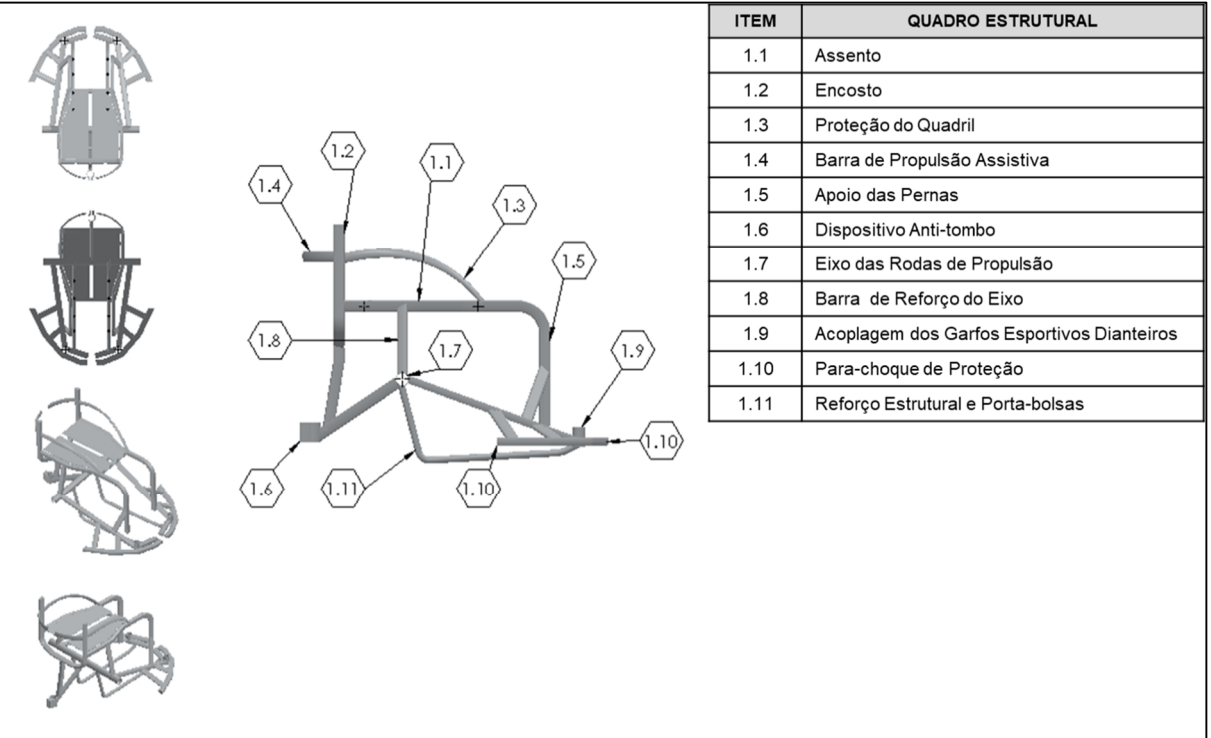 1.2
1.1
1.4
1.3
1.5
1.8
1.7
1.9
1.10
1.6
1.11
1.10
ITEM QUADRO ESTRUTURAL
1.1 Assento
1.2 Encosto
1.3 Proteção do Quadril
1.4 Barra de Propulsão Assistiva
1.5 Apoio das Pernas
1.6 Dispositivo Anti-tombo
1.7 Eixo das Rodas de Propulsão
1.8 Barra de Reforço do Eixo
1.9 Acoplagem dos Garfos Esportivos Dianteiros
1.10 Para-choque de Proteção
1.11 Reforço Estrutural e Porta-bolsas